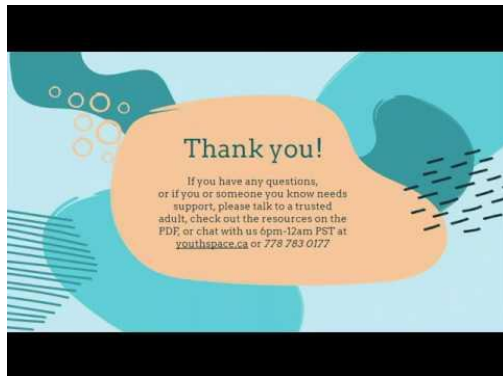 Thank you!
If you have any questions,
or if you or someone you know needs
support, please talk to a trusted
adult, check out the resources on the
PDF, or chat with us 6pm-12am PST at
youthspace.ca or 778 783 0177